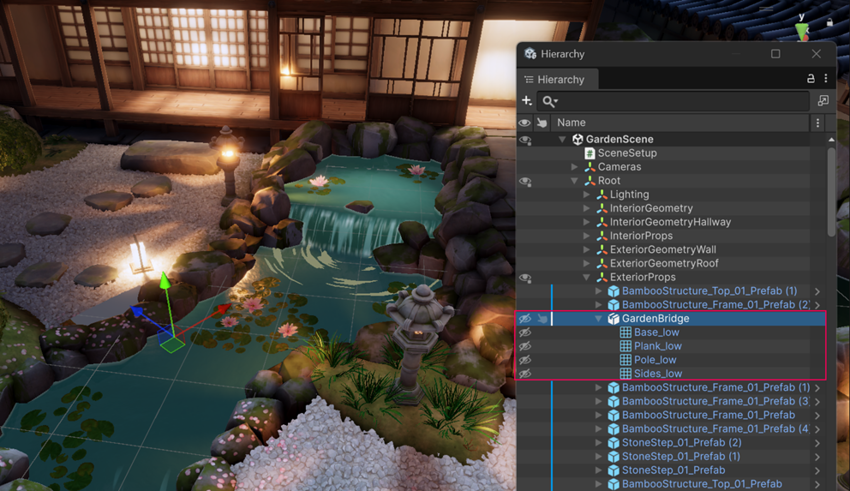 y
Hierarchy
Hierarchy
Name
GardenScene
SceneSetup
Cameras
Root
Lighting
InteriorGeometry
InteriorGeometryHallway
InteriorProps
ExteriorGeometryWall
ExteriorGeometryRoof
ExteriorProps
BambooStructure_Top_01_Prefab (1)
BambooStructure_Frame_01_Prefab (2)
GardenBridge
Base_low
Plank_low
Pole_low
Sides_low
BambooStructure_Frame_01_Prefab (1)
BambooStructure_Frame_01_Prefab (3)
BambooStructure_Frame_01_Prefab
BambooStructure_Frame_01_Prefab (4)
StoneStep_01_Prefab (2)
StoneStep_01_Prefab (1)
StoneStep_01_Prefab
BambooStructure_Top_01_Prefab